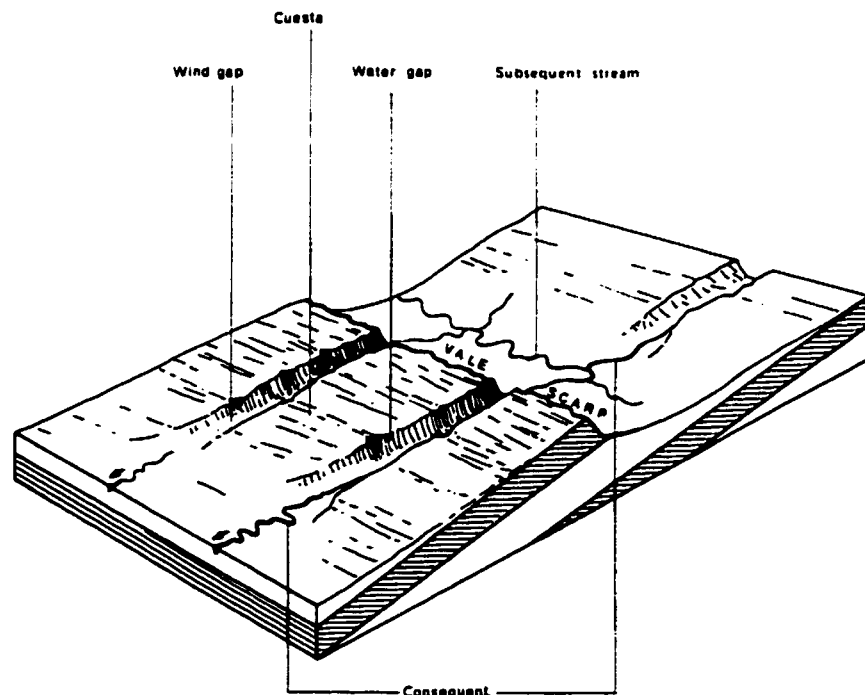 Cuesta
Wind gap
Water gap
Subsequent stream
VALE
SCARP
Consequent